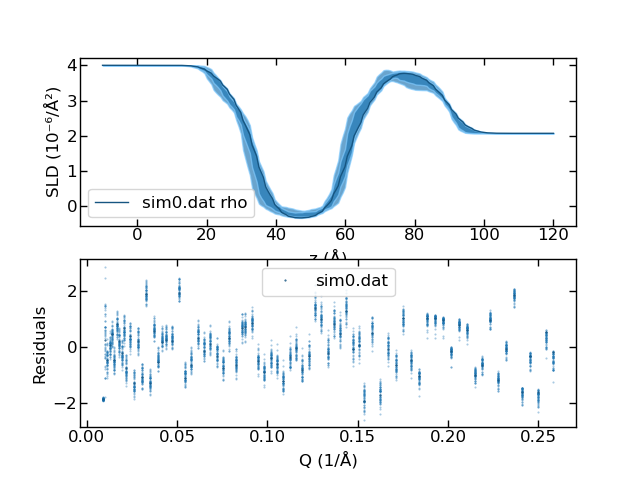 4
3
2
1
0
SLD (10⁻⁶/Å²)
sim0.dat rho
0 20 40 60 80 100 120
z (Å)
2
0
−2
Residuals
sim0.dat
0.00 0.05 0.10 0.15 0.20 0.25
Q (1/Å)